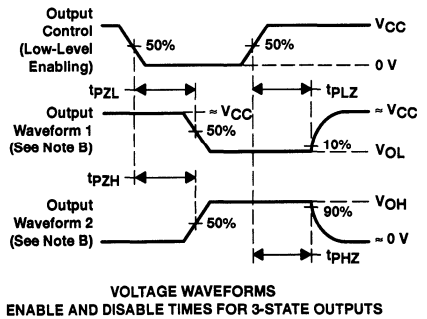 Output
Control
(Low-Level
Enabling)
50%
50%
VCC
0 V
tPZL
tPLZ
Output
Waveform 1
(See Note B)
≈ VCC
50%
≈ VCC
10%
VOL
tPZH
Output
Waveform 2
(See Note B)
50%
VOH
90%
≈ 0 V
tPHZ
VOLTAGE WAVEFORMS
ENABLE AND DISABLE TIMES FOR 3-STATE OUTPUTS